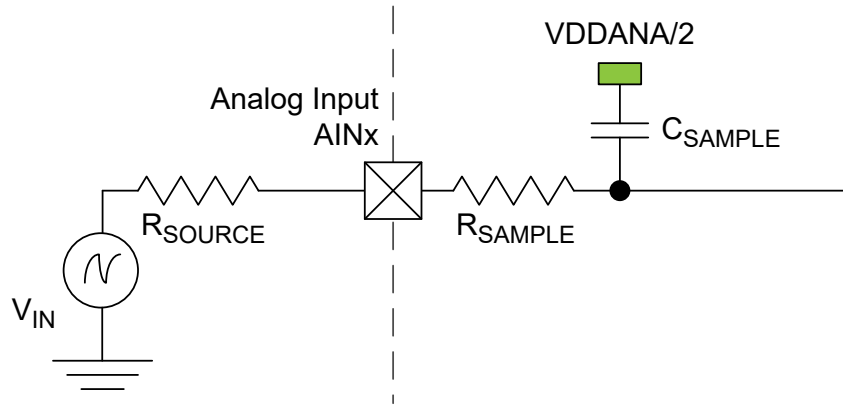 VDDANA/2
Analog Input
AINx
CSAMPLE
RSOURCE
RSAMPLE
VIN